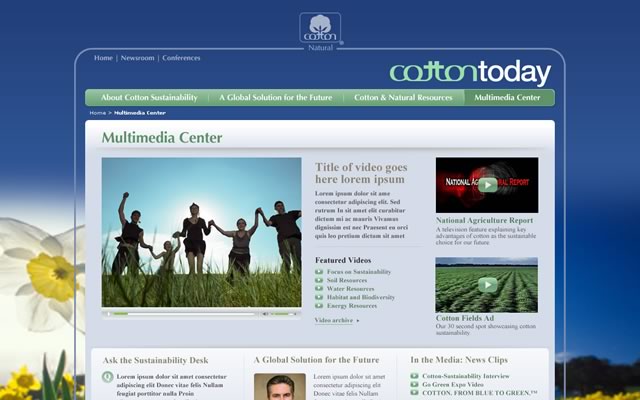 cotton
Natural
Home | Newsroom | Conferences
cottontoday
About Cotton Sustainability | A Global Solution for the Future | Cotton & Natural Resources | Multimedia Center
Home > Multimedia Center
Multimedia Center
Title of video goes
here lorem ipsum
Lorem ipsum dolor sit amet
consectetur adipiscing elit. Sed
rutrum In sit amet elit curabitur
dictum mi ac mauris Vivamus
dignissim est nec Praesent eu orci
quis leo pretium dictum sit amet
Featured Videos
Focus on Sustainability
Soil Resources
Water Resources
Habitat and Biodiversity
Energy Resources
Video archive
NATIONAL AGRICULTURE REPORT
National Agriculture Report
A television feature explaining key
advantages of cotton as the sustainable
choice for our future
Cotton Fields Ad
Our 30 second spot showcasing cotton
sustainability.
Ask the Sustainability Desk
Lorem ipsum dolor sit amet
consectetur adipiscing elit
Donec vitae felis Nullam
feugiat mollis urna Proin
A Global Solution for the Future
Lorem ipsum dolor sit
amet consectetur
adipiscing elit Donec
vitae felis Nullam
In the Media: News Clips
Cotton-Sustainability Interview
Go Green Expo Video
COTTON. FROM BLUE TO GREEN.™